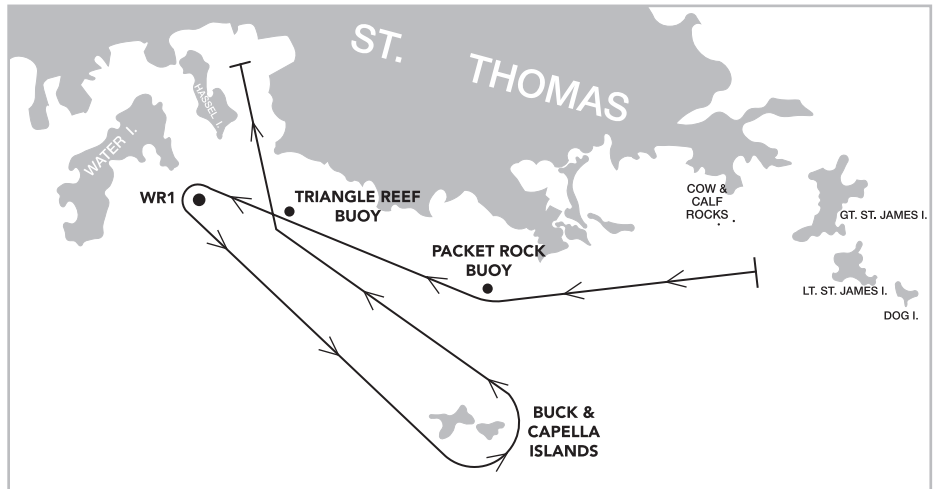 ST.
THOMAS
HASSEL I.
WATER I.
WR1
TRIANGLE REEF
BUOY
COW &
CALF
ROCKS
GT. ST. JAMES I.
PACKET ROCK
BUOY
LT. ST. JAMES I.
DOG I.
BUCK &
CAPELLA
ISLANDS